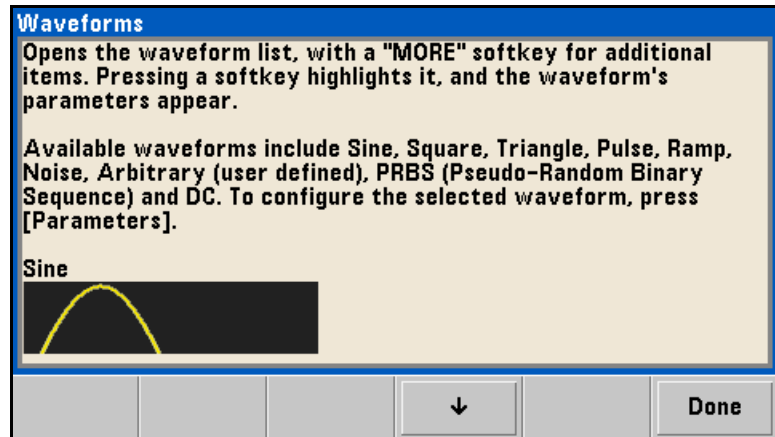 Waveforms
Opens the waveform list, with a "MORE" softkey for additional
items. Pressing a softkey highlights it, and the waveform's
parameters appear.
Available waveforms include Sine, Square, Triangle, Pulse, Ramp,
Noise, Arbitrary (user defined), PRBS (Pseudo-Random Binary
Sequence) and DC. To configure the selected waveform, press
[Parameters].
Sine
↓
Done